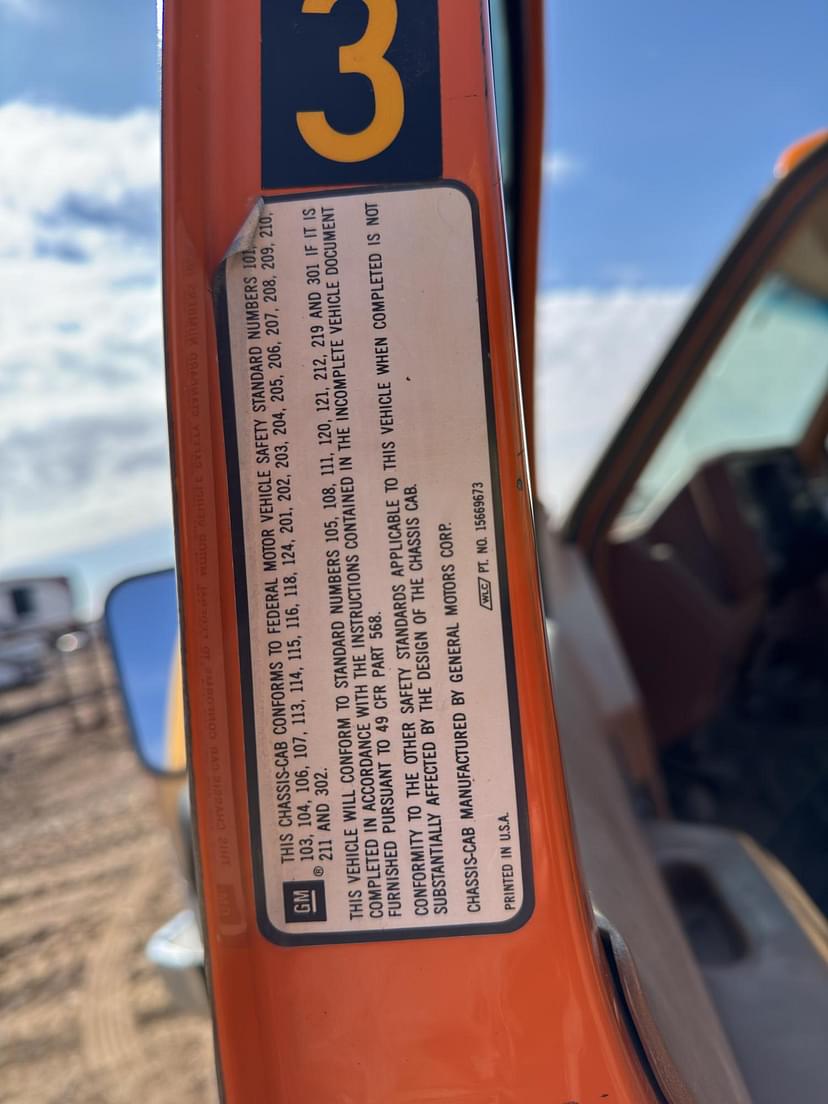 3
THIS CHASSIS-CAB CONFORMS TO FEDERAL MOTOR VEHICLE SAFETY STANDARD NUMBERS 101,
103, 104, 106, 107, 113, 114, 115, 116, 118, 124, 201, 202, 203, 204, 205, 206, 207, 208, 209, 210,
GM ® 211 AND 302.
THIS VEHICLE WILL CONFORM TO STANDARD NUMBERS 105, 108, 111, 120, 121, 212, 219 AND 301 IF IT IS
COMPLETED IN ACCORDANCE WITH THE INSTRUCTIONS CONTAINED IN THE INCOMPLETE VEHICLE DOCUMENT
FURNISHED PURSUANT TO 49 CFR PART 568.
CONFORMITY TO THE OTHER SAFETY STANDARDS APPLICABLE TO THIS VEHICLE WHEN COMPLETED IS NOT
SUBSTANTIALLY AFFECTED BY THE DESIGN OF THE CHASSIS CAB.
CHASSIS-CAB MANUFACTURED BY GENERAL MOTORS CORP.
PRINTED IN U.S.A. WLC PT. NO. 15669673